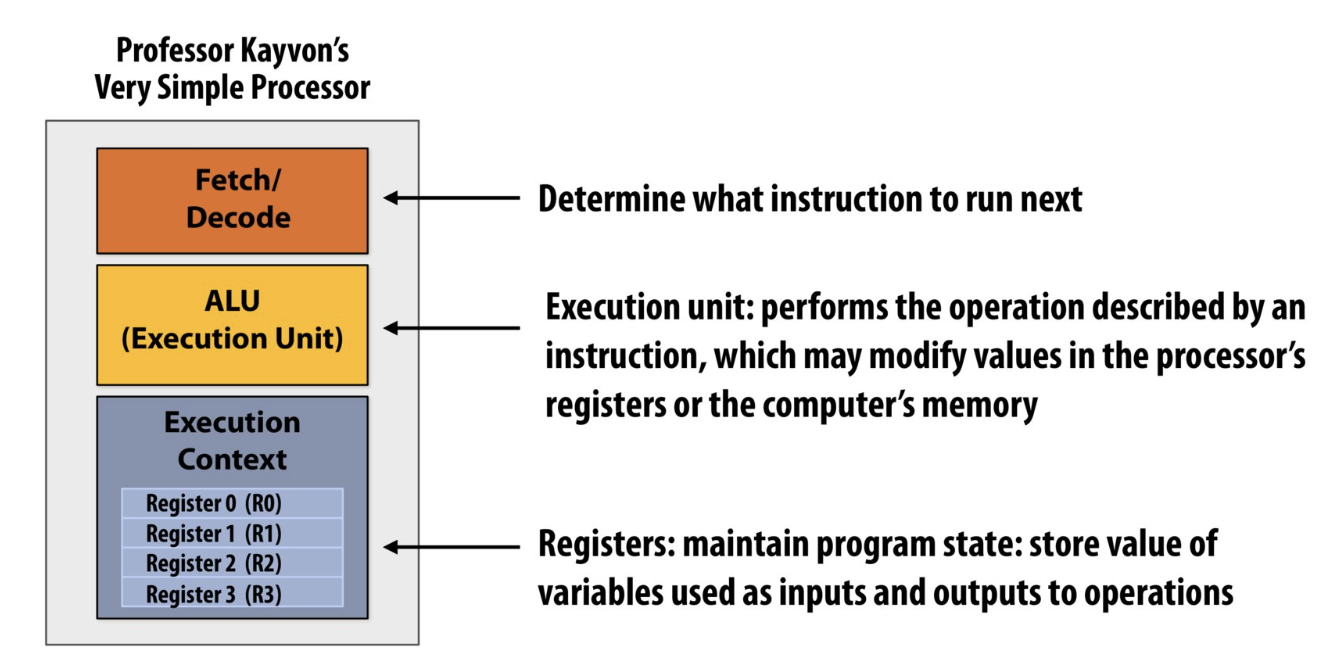 Professor Kayvon's
Very Simple Processor
Fetch/
Decode
Determine what instruction to run next
ALU
(Execution Unit)
Execution unit: performs the operation described by an
instruction, which may modify values in the processor's
registers or the computer's memory
Execution
Context
Register 0 (R0)
Register 1 (R1)
Register 2 (R2)
Register 3 (R3)
Registers: maintain program state: store value of
variables used as inputs and outputs to operations